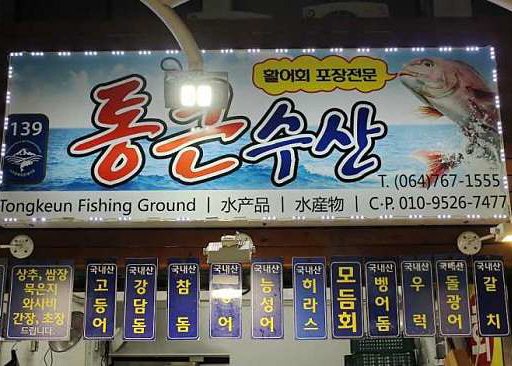 활어회 포장전문
139
통큰수산
T. (064)767-1555
Tongkeun Fishing Ground | 水产品 | 水産物 | C·P. 010-9526-7477
상추, 쌈장
묵은지
와사비
간장, 초장
드립니다.
국내산
고등어
국내산
강담돔
국내산
참돔
국내산
국내산
능성어
국내산
히라스
모듬회
국내산
벵어돔
국내산
우럭
국내산
돌광어
국내산
갈치